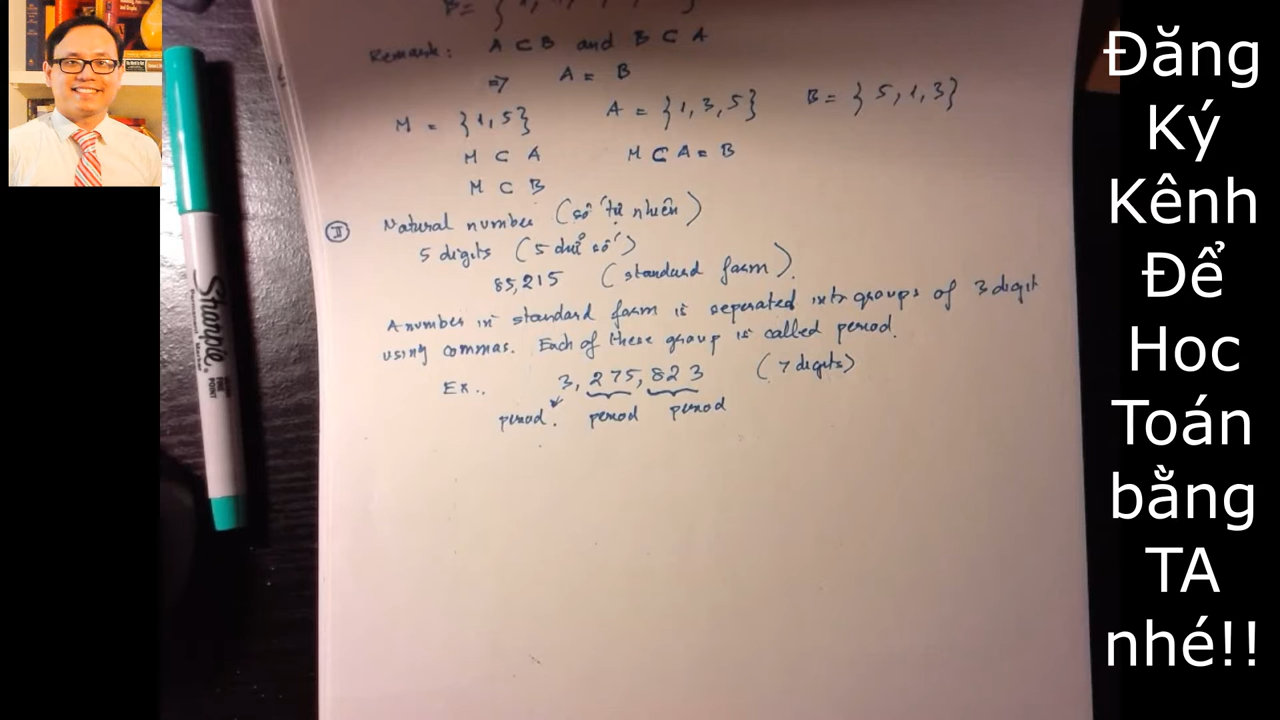 B = {
Remark: A ⊂ B and B ⊂ A
⇒ A = B
M = {1,5} A = {1,3,5} B = {5,1,3}
M ⊂ A M ⊂ A = B
M ⊂ B
II Natural number (số tự nhiên)
5 digits (5 chữ số)
85,215 (standard form).
A number in standard form is seperated into groups of 3 digit
using commas. Each of these group is called period.
Ex.. 3, 275, 823 (7 digits)
period. period period
Sharpie
FINE
POINT
Đăng
Ký
Kênh
Để
Học
Toán
bằng
TA
nhé!!